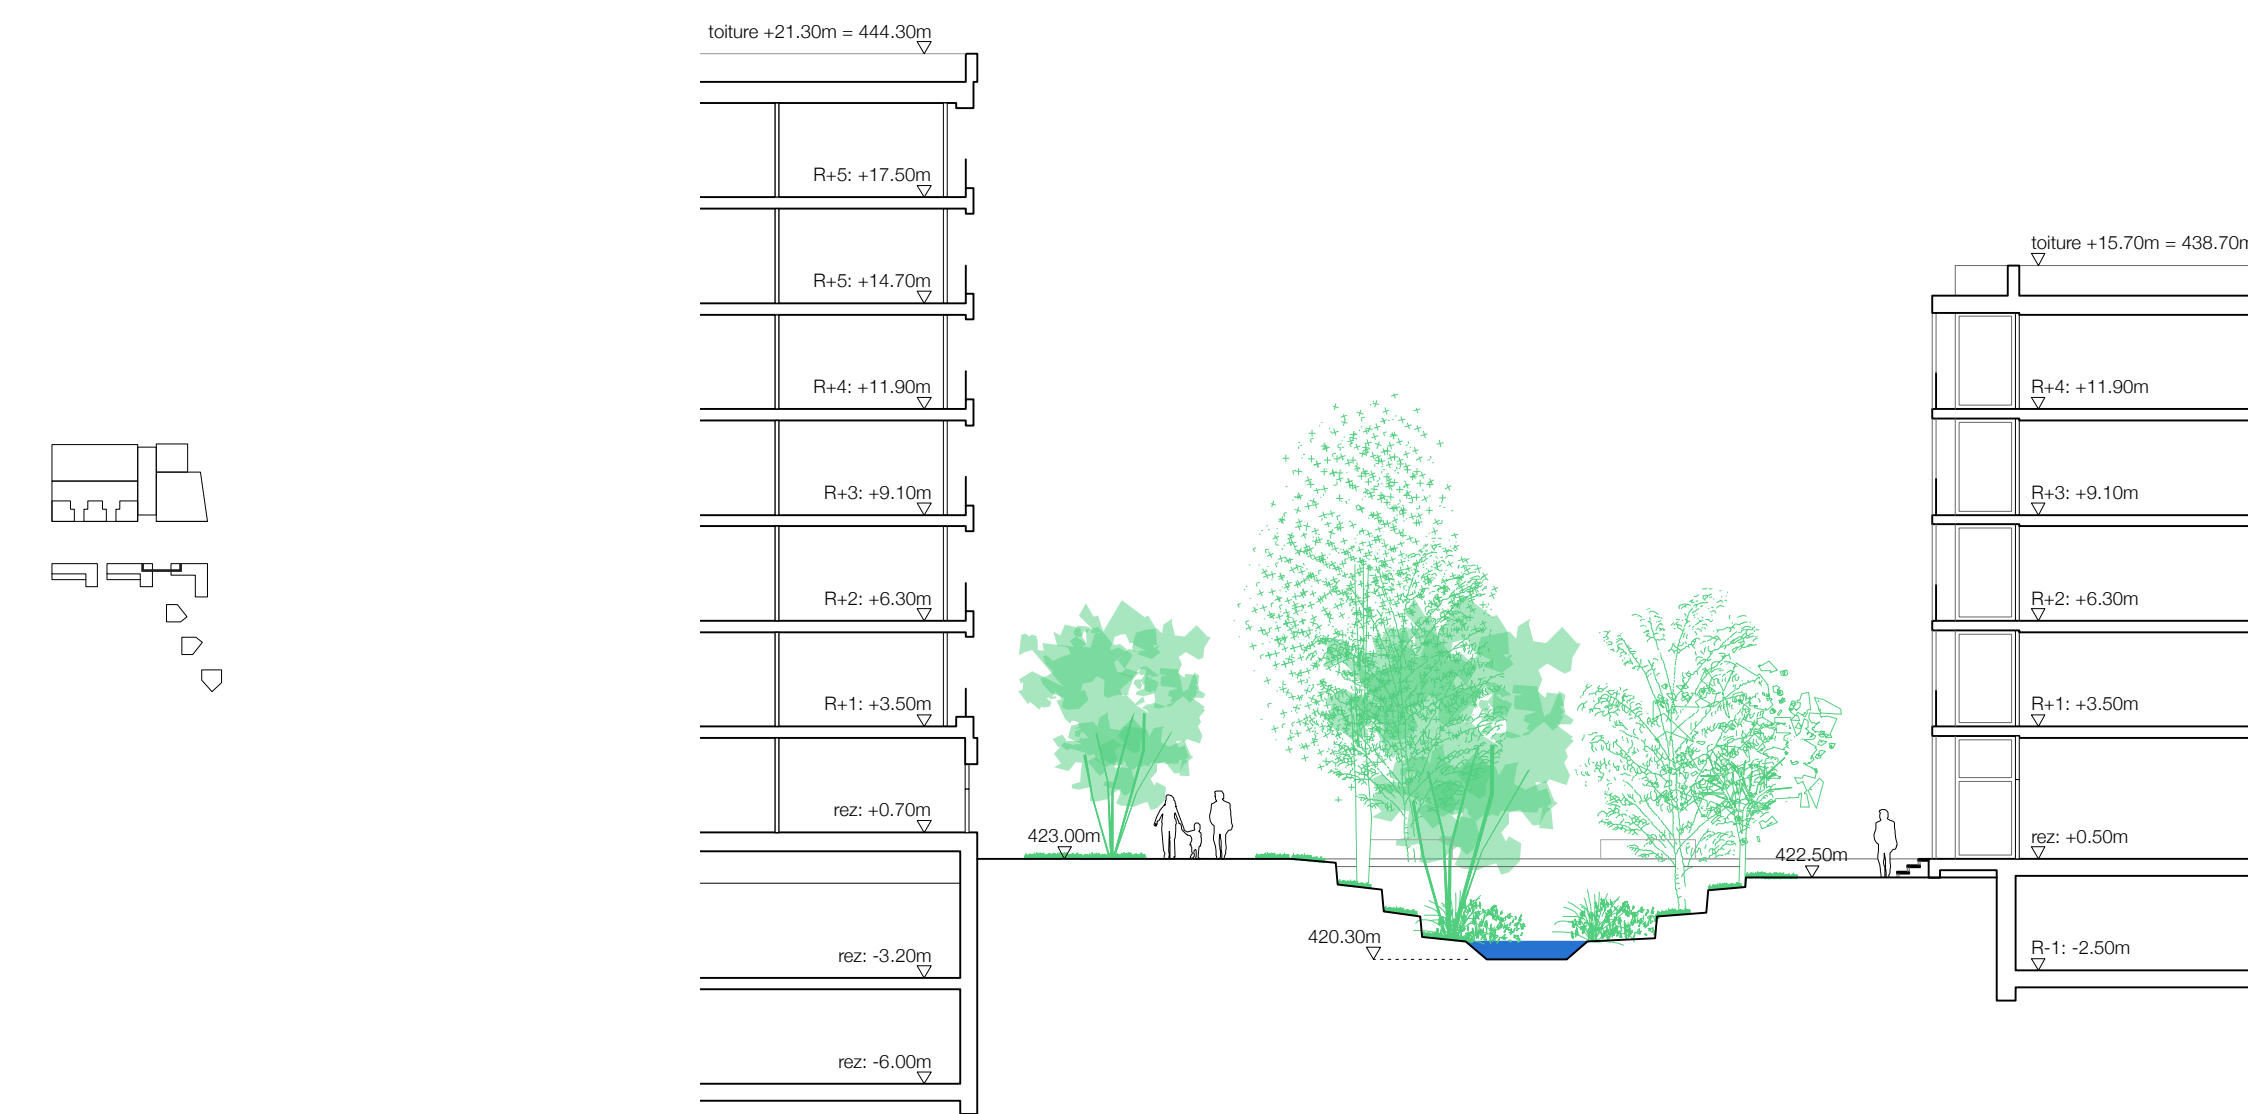 toiture +21.30m = 444.30m
R+5: +17.50m
R+5: +14.70m
R+4: +11.90m
R+3: +9.10m
R+2: +6.30m
R+1: +3.50m
rez: +0.70m
rez: -3.20m
rez: -6.00m
423.00m
420.30m
422.50m
toiture +15.70m = 438.70m
R+4: +11.90m
R+3: +9.10m
R+2: +6.30m
R+1: +3.50m
rez: +0.50m
R-1: -2.50m